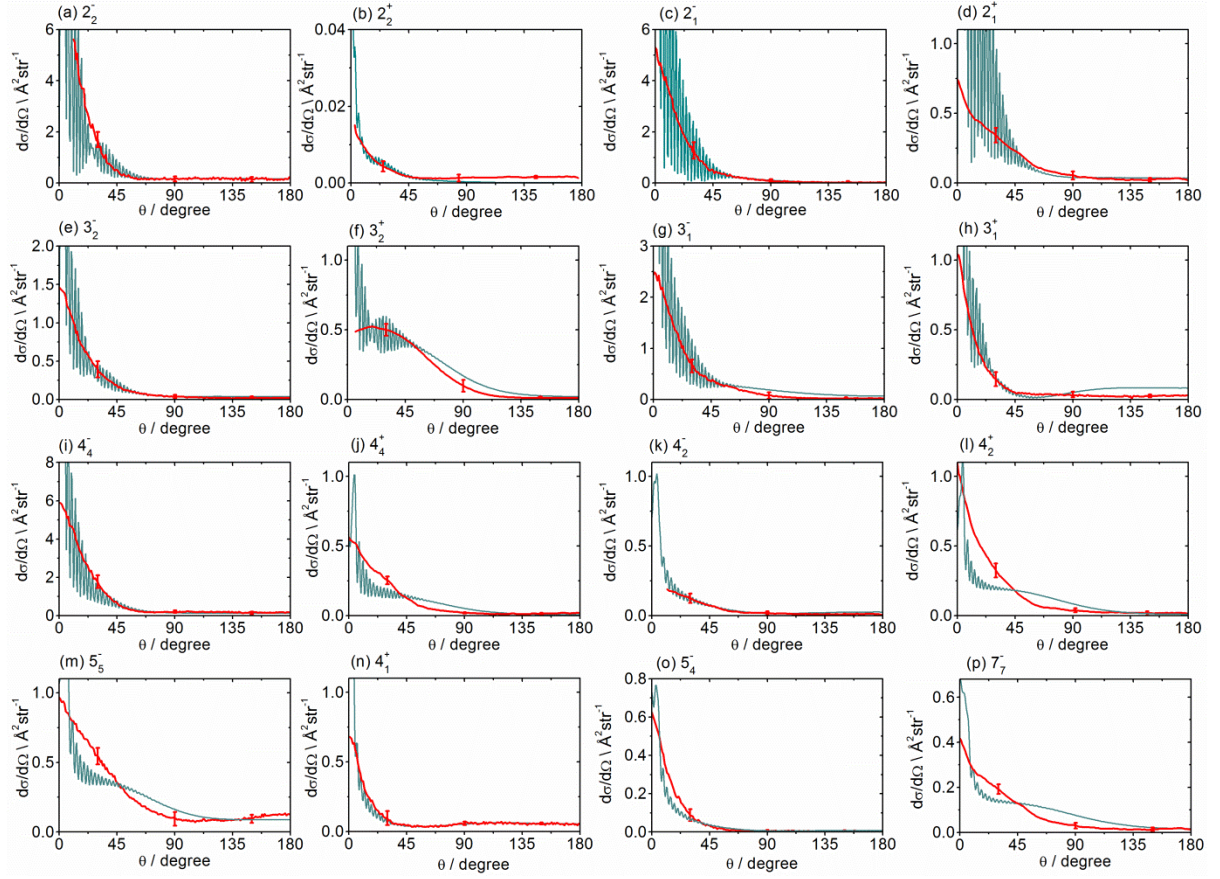 (a) 2₂⁻
dσ/dΩ \ Å²str⁻¹
6
4
2
0
0 45 90 135 180
θ / degree
(b) 2₂⁺
dσ/dΩ \ Å²str⁻¹
0.04
0.02
0.00
0 45 90 135 180
θ / degree
(c) 2₁⁻
dσ/dΩ \ Å²str⁻¹
6
5
4
3
2
1
0
0 45 90 135 180
θ / degree
(d) 2₁⁺
dσ/dΩ \ Å²str⁻¹
1.0
0.5
0.0
0 45 90 135 180
θ / degree
(e) 3₂⁻
dσ/dΩ \ Å²str⁻¹
2.0
1.5
1.0
0.5
0.0
0 45 90 135 180
θ / degree
(f) 3₂⁺
dσ/dΩ \ Å²str⁻¹
1.0
0.5
0.0
0 45 90 135 180
θ / degree
(g) 3₁⁻
dσ/dΩ \ Å²str⁻¹
3
2
1
0
0 45 90 135 180
θ / degree
(h) 3₁⁺
dσ/dΩ \ Å²str⁻¹
1.0
0.5
0.0
0 45 90 135 180
θ / degree
(i) 4₄⁻
dσ/dΩ \ Å²str⁻¹
8
6
4
2
0
0 45 90 135 180
θ / degree
(j) 4₄⁺
dσ/dΩ \ Å²str⁻¹
1.0
0.5
0.0
0 45 90 135 180
θ / degree
(k) 4₂⁻
dσ/dΩ \ Å²str⁻¹
1.0
0.5
0.0
0 45 90 135 180
θ / degree
(l) 4₂⁺
dσ/dΩ \ Å²str⁻¹
1.0
0.5
0.0
0 45 90 135 180
θ / degree
(m) 5₅⁻
dσ/dΩ \ Å²str⁻¹
1.0
0.5
0.0
0 45 90 135 180
θ / degree
(n) 4₁⁺
dσ/dΩ \ Å²str⁻¹
1.0
0.5
0.0
0 45 90 135 180
θ / degree
(o) 5₄⁻
dσ/dΩ \ Å²str⁻¹
0.8
0.6
0.4
0.2
0.0
0 45 90 135 180
θ / degree
(p) 7₇⁻
dσ/dΩ \ Å²str⁻¹
0.6
0.4
0.2
0.0
0 45 90 135 180
θ / degree